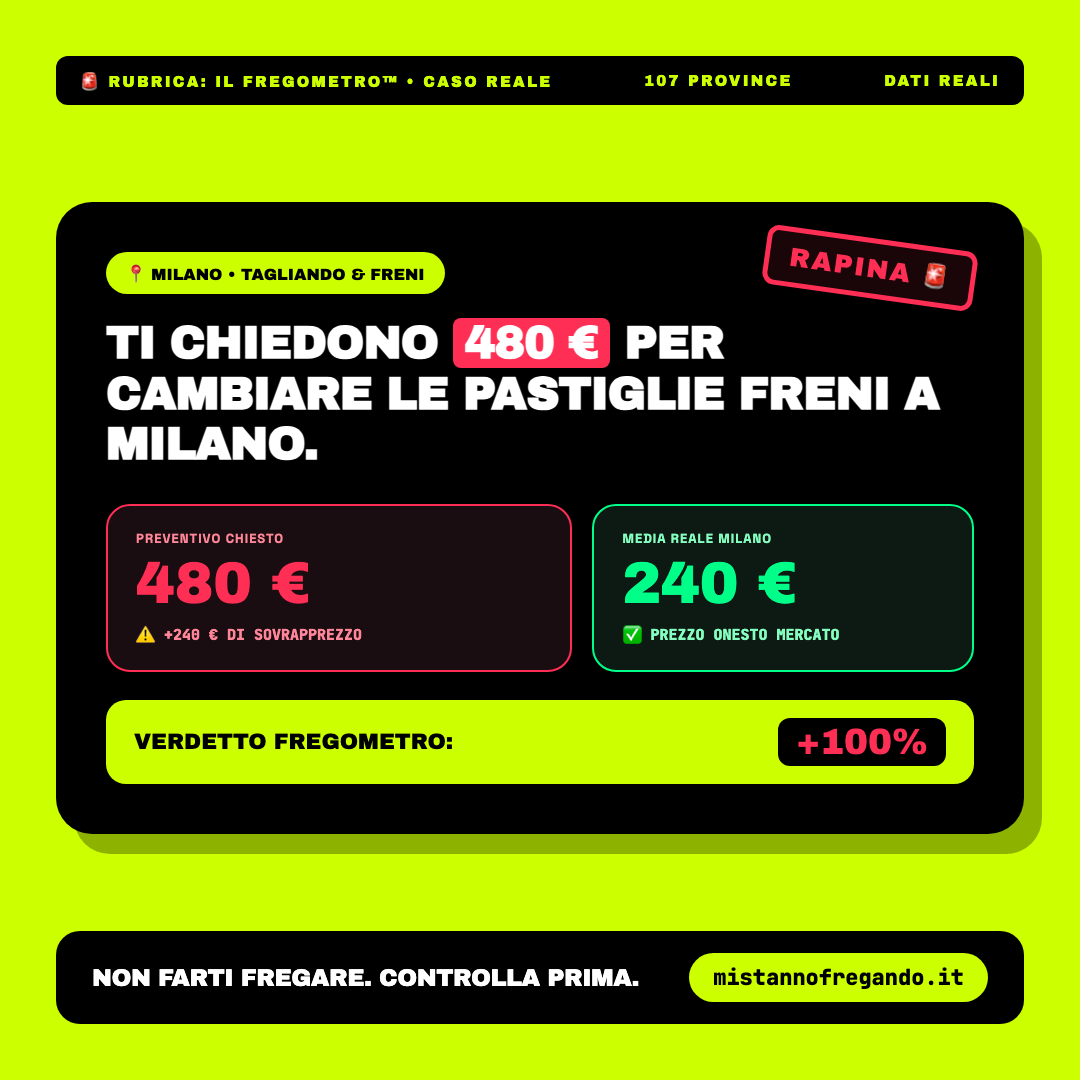 🚨 RUBRICA: IL FREGOMETRO™ • CASO REALE
107 PROVINCE
DATI REALI
📍 MILANO • TAGLIANDO & FRENI
RAPINA 🚨
TI CHIEDONO 480 € PER
CAMBIARE LE PASTIGLIE FRENI A
MILANO.
PREVENTIVO CHIESTO
480 €
⚠️ +240 € DI SOVRAPPREZZO
MEDIA REALE MILANO
240 €
✅ PREZZO ONESTO MERCATO
VERDETTO FREGOMETRO:
+100%
NON FARTI FREGARE. CONTROLLA PRIMA.
mistannofregando.it